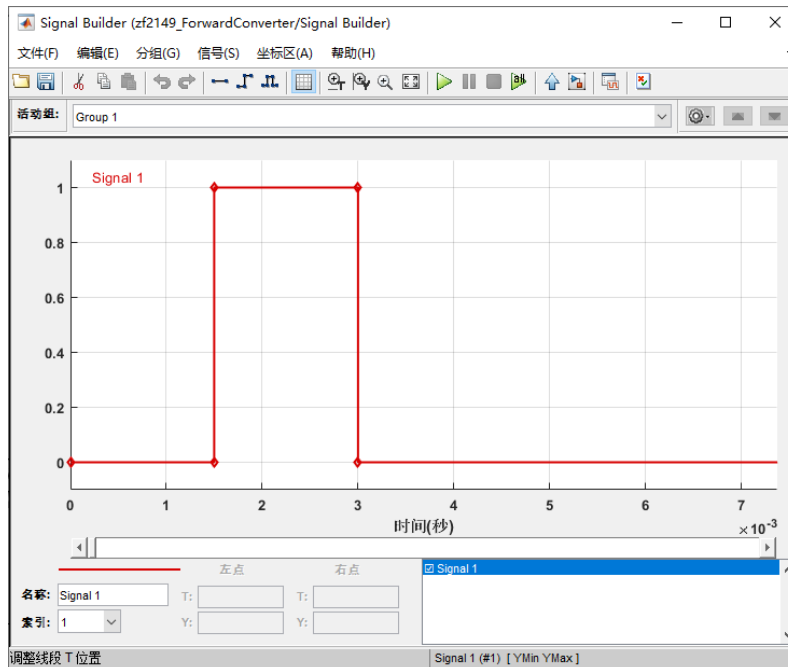 Signal Builder (zf2149_ForwardConverter/Signal Builder)
文件(F) 编辑(E) 分组(G) 信号(S) 坐标区(A) 帮助(H)
活动组: Group 1
Signal 1
1
0.8
0.6
0.4
0.2
0
0 1 2 3 4 5 6 7
时间(秒)
×10-3
左点 右点
Signal 1
名称: Signal 1 T: T:
索引: 1 Y: Y:
调整线段 T 位置
Signal 1 (#1) [ YMin YMax ]